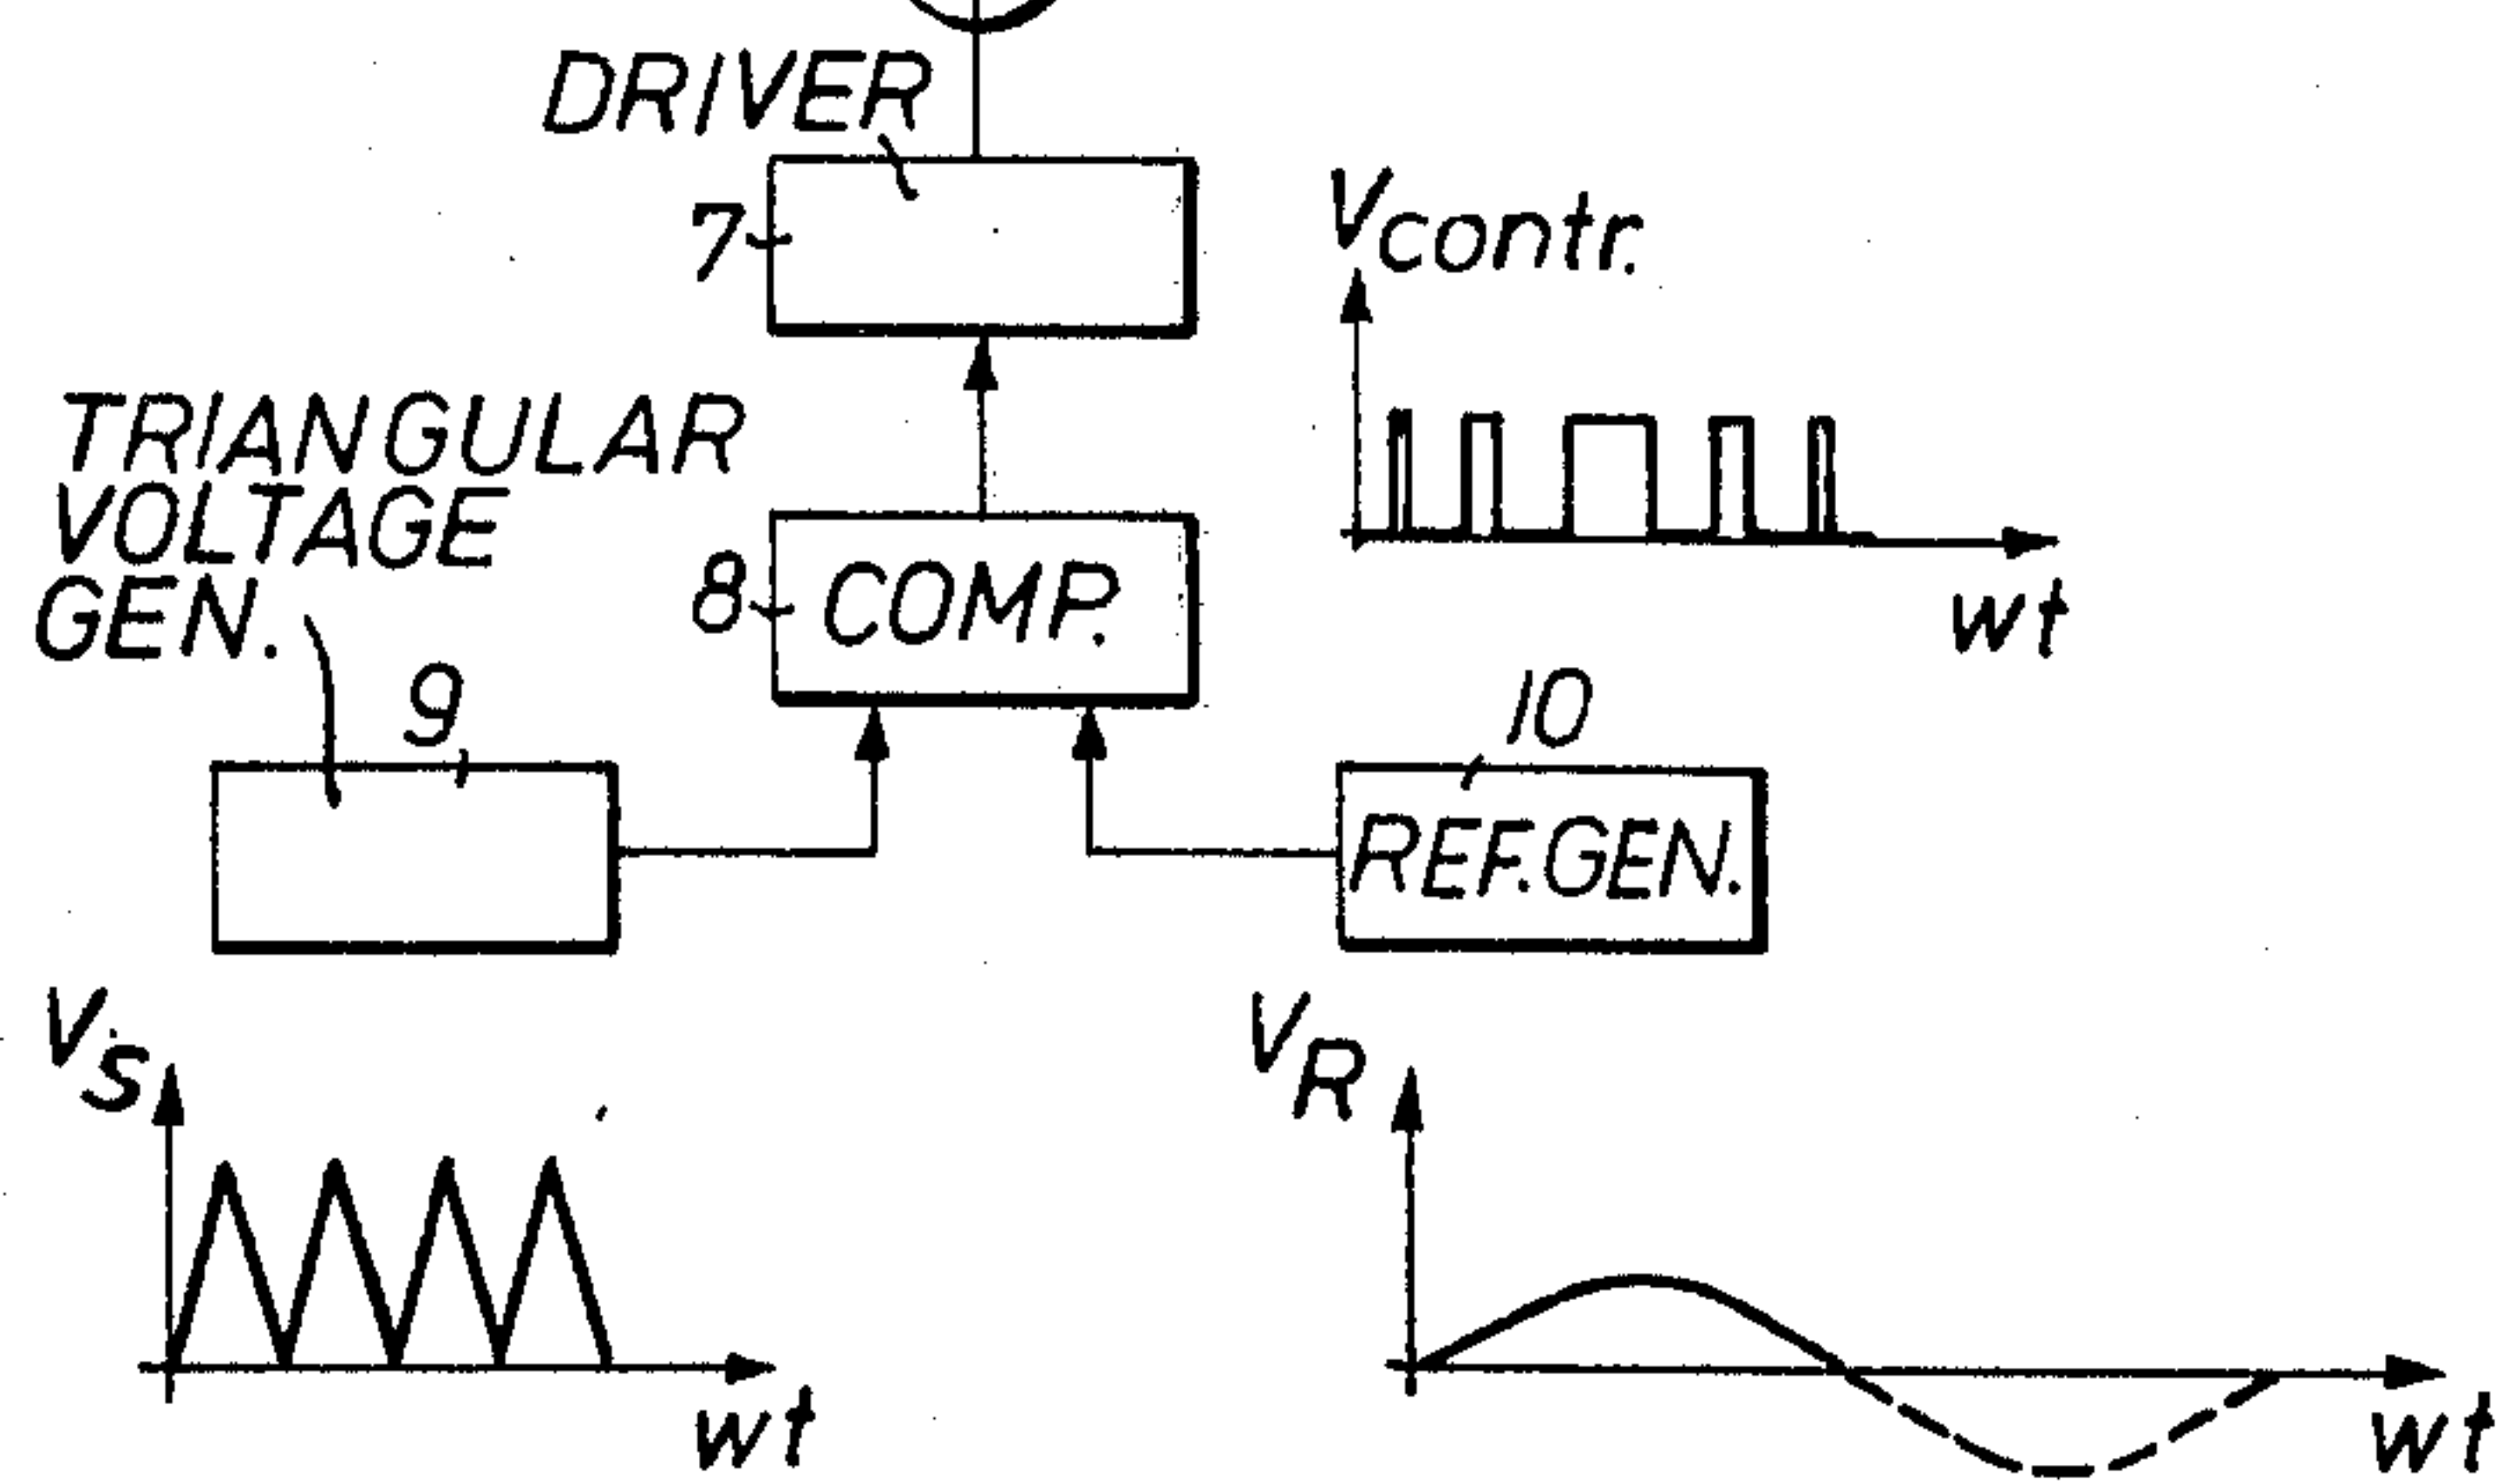 DRIVER
7
Vcontr.
TRIANGULAR
VOLTAGE
GEN.
8
COMP.
wt
9
10
REF.GEN.
VS
VR
wt
wt